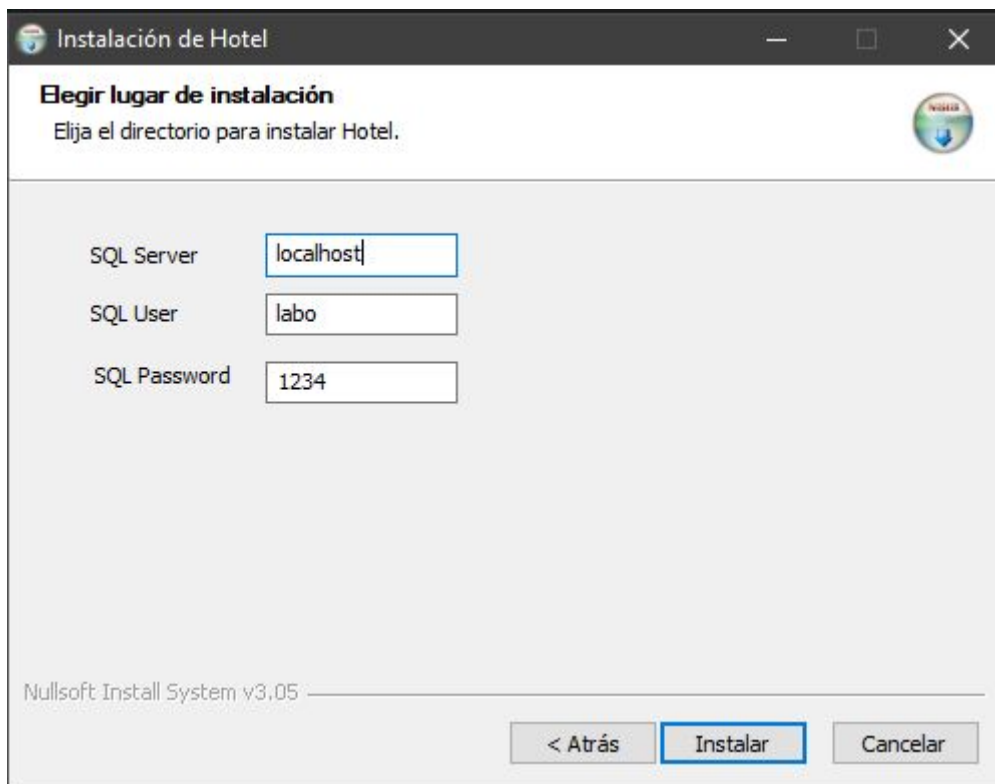 Instalación de Hotel
Elegir lugar de instalación
Elija el directorio para instalar Hotel.
SQL Server localhost
SQL User labo
SQL Password 1234
Nullsoft Install System v3.05
< Atrás Instalar Cancelar